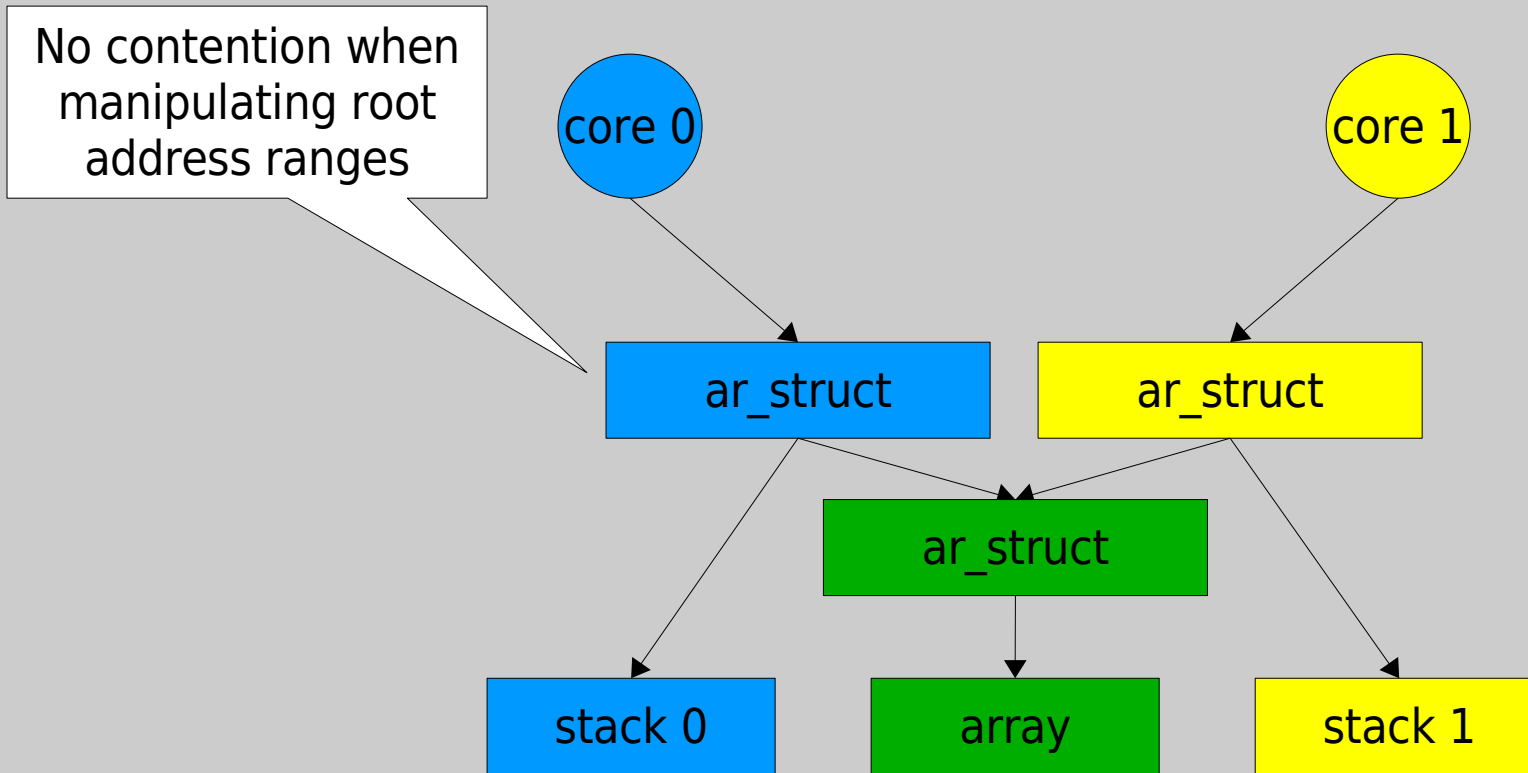 No contention when
manipulating root
address ranges
core 0
core 1
ar_struct
ar_struct
ar_struct
stack 0
array
stack 1